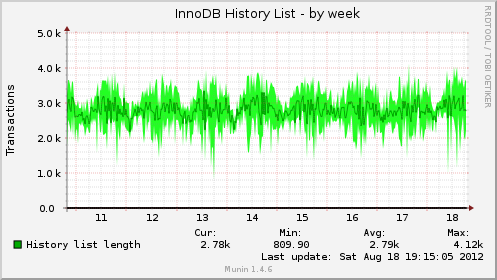 InnoDB History List - by week
RRDTOOL / TOBI OETIKER
Transactions
5.0 k
4.0 k
3.0 k
2.0 k
1.0 k
0.0
11 12 13 14 15 16 17 18
Cur: Min: Avg: Max:
History list length 2.78k 809.90 2.79k 4.12k
Last update: Sat Aug 18 19:15:05 2012
Munin 1.4.6